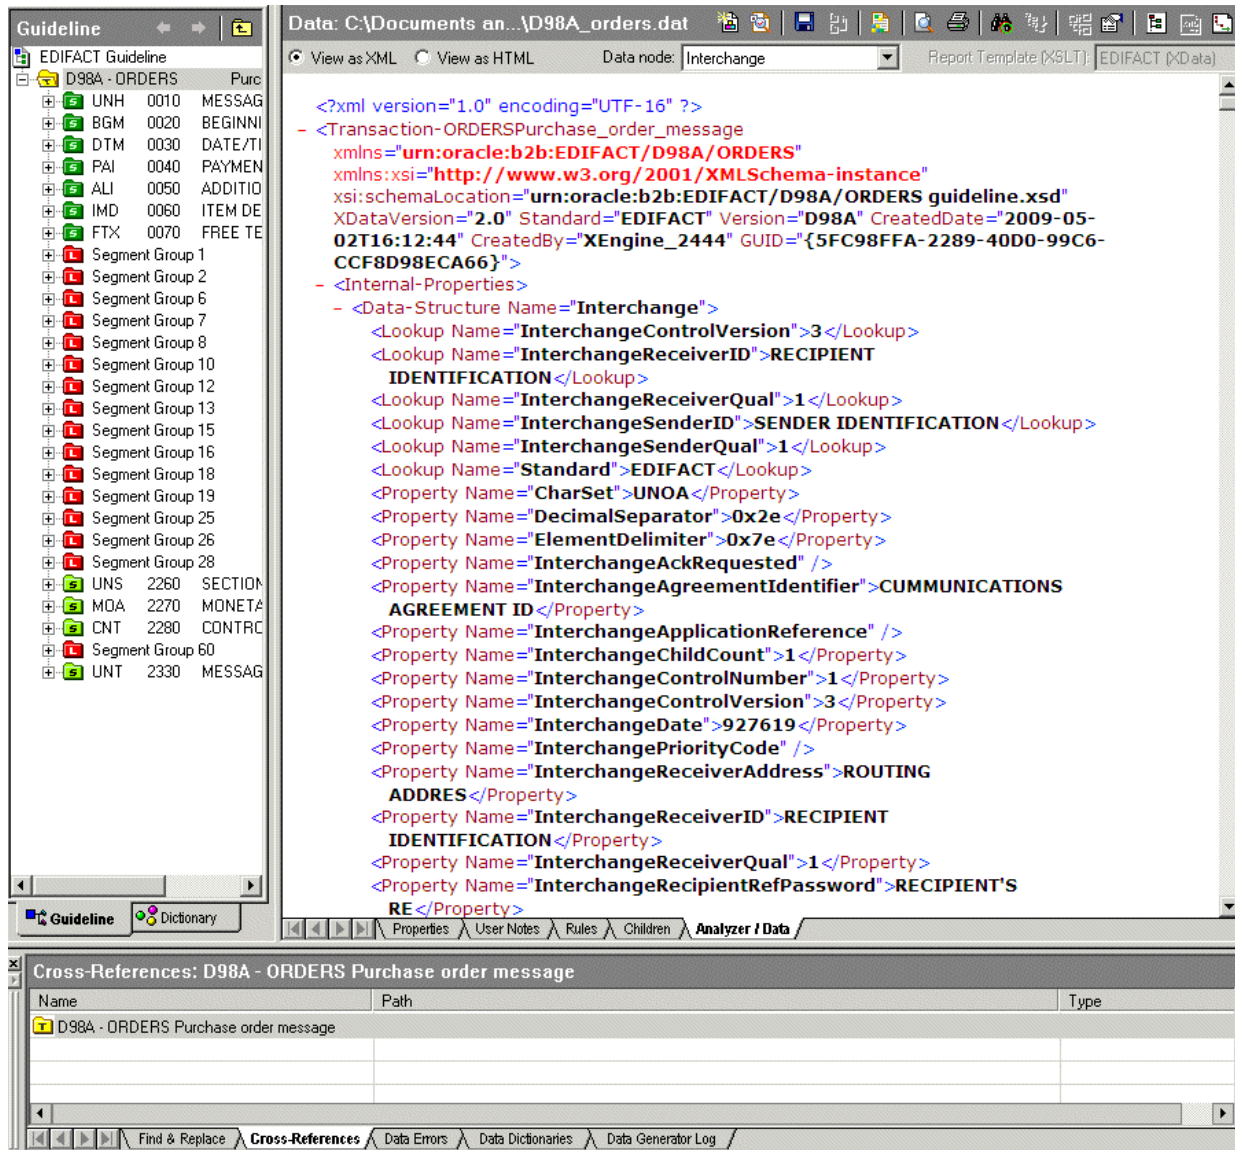 Guideline
EDIFACT Guideline
D98A - ORDERS Purc
UNH 0010 MESSAG
BGM 0020 BEGINNI
DTM 0030 DATE/TI
PAI 0040 PAYMEN
ALI 0050 ADDITIO
IMD 0060 ITEM DE
FTX 0070 FREE TE
Segment Group 1
Segment Group 2
Segment Group 6
Segment Group 7
Segment Group 8
Segment Group 10
Segment Group 12
Segment Group 13
Segment Group 15
Segment Group 16
Segment Group 18
Segment Group 19
Segment Group 25
Segment Group 26
Segment Group 28
UNS 2260 SECTION
MOA 2270 MONETA
CNT 2280 CONTRC
Segment Group 60
UNT 2330 MESSAG
Guideline Dictionary
Data: C:\Documents an...\D98A_orders.dat
View as XML View as HTML Data node: Interchange Report Template (XSLT): EDIFACT (XData)
<?xml version="1.0" encoding="UTF-16" ?>
- <Transaction-ORDERSPurchase_order_message
xmlns="urn:oracle:b2b:EDIFACT/D98A/ORDERS"
xmlns:xsi="http://www.w3.org/2001/XMLSchema-instance"
xsi:schemaLocation="urn:oracle:b2b:EDIFACT/D98A/ORDERS guideline.xsd"
XDataVersion="2.0" Standard="EDIFACT" Version="D98A" CreatedDate="2009-05-
02T16:12:44" CreatedBy="XEngine_2444" GUID="{5FC98FFA-2289-40D0-99C6-
CCF8D98ECA66}">
- <Internal-Properties>
- <Data-Structure Name="Interchange">
<Lookup Name="InterchangeControlVersion">3</Lookup>
<Lookup Name="InterchangeReceiverID">RECIPIENT
IDENTIFICATION</Lookup>
<Lookup Name="InterchangeReceiverQual">1</Lookup>
<Lookup Name="InterchangeSenderID">SENDER IDENTIFICATION</Lookup>
<Lookup Name="InterchangeSenderQual">1</Lookup>
<Lookup Name="Standard">EDIFACT</Lookup>
<Property Name="CharSet">UNOA</Property>
<Property Name="DecimalSeparator">0x2e</Property>
<Property Name="ElementDelimiter">0x7e</Property>
<Property Name="InterchangeAckRequested" />
<Property Name="InterchangeAgreementIdentifier">CUMMUNICATIONS
AGREEMENT ID</Property>
<Property Name="InterchangeApplicationReference" />
<Property Name="InterchangeChildCount">1</Property>
<Property Name="InterchangeControlNumber">1</Property>
<Property Name="InterchangeControlVersion">3</Property>
<Property Name="InterchangeDate">927619</Property>
<Property Name="InterchangePriorityCode" />
<Property Name="InterchangeReceiverAddress">ROUTING
ADDRES</Property>
<Property Name="InterchangeReceiverID">RECIPIENT
IDENTIFICATION</Property>
<Property Name="InterchangeReceiverQual">1</Property>
<Property Name="InterchangeRecipientRefPassword">RECIPIENT'S
RE</Property>
Properties User Notes Rules Children Analyzer / Data
Cross-References: D98A - ORDERS Purchase order message
Name Path Type
D98A - ORDERS Purchase order message
Find & Replace Cross-References Data Errors Data Dictionaries Data Generator Log